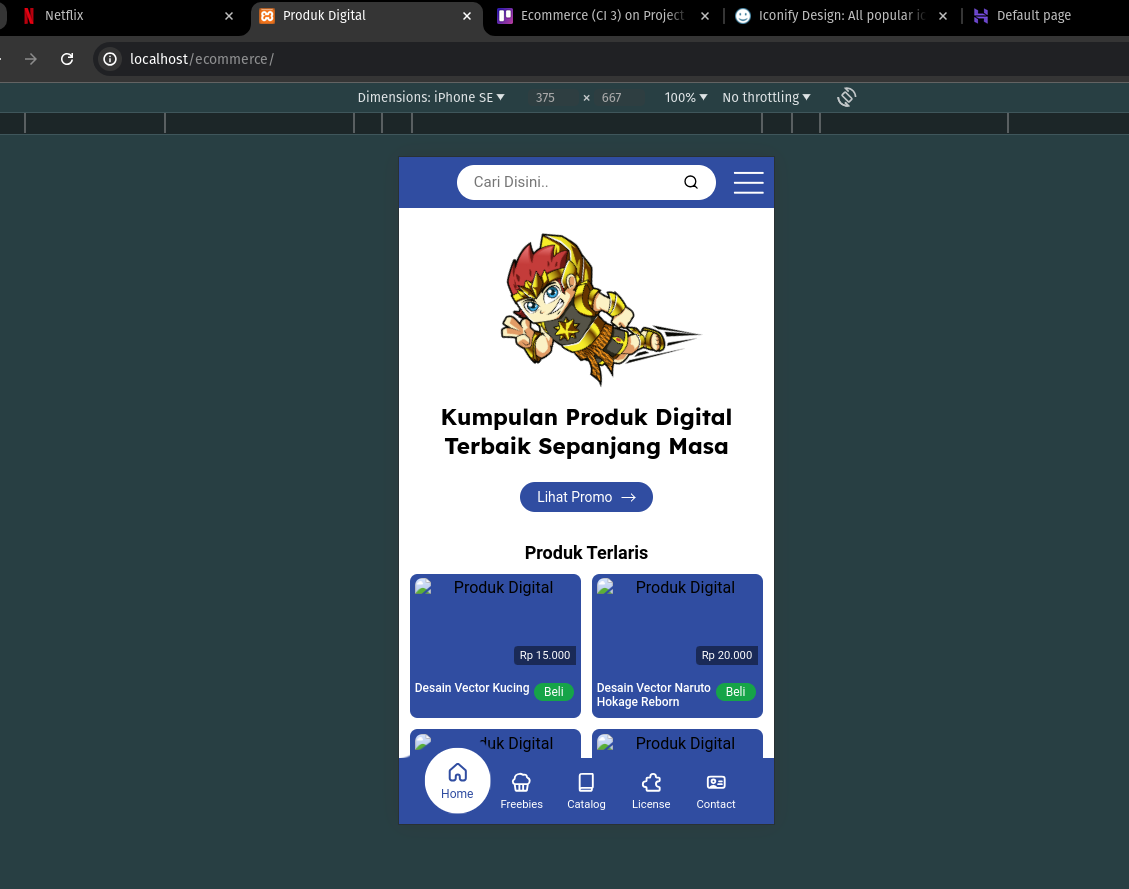 Netflix
Produk Digital
Ecommerce (CI 3) on Project
Iconify Design: All popular ic
Default page
localhost/ecommerce/
Dimensions: iPhone SE
375 × 667
100%
No throttling
Cari Disini..
Kumpulan Produk Digital
Terbaik Sepanjang Masa
Lihat Promo
Produk Terlaris
Produk Digital
Produk Digital
Rp 15.000
Rp 20.000
Desain Vector Kucing
Beli
Desain Vector Naruto
Hokage Reborn
Beli
duk Digital
Produk Digital
Home
Freebies
Catalog
License
Contact